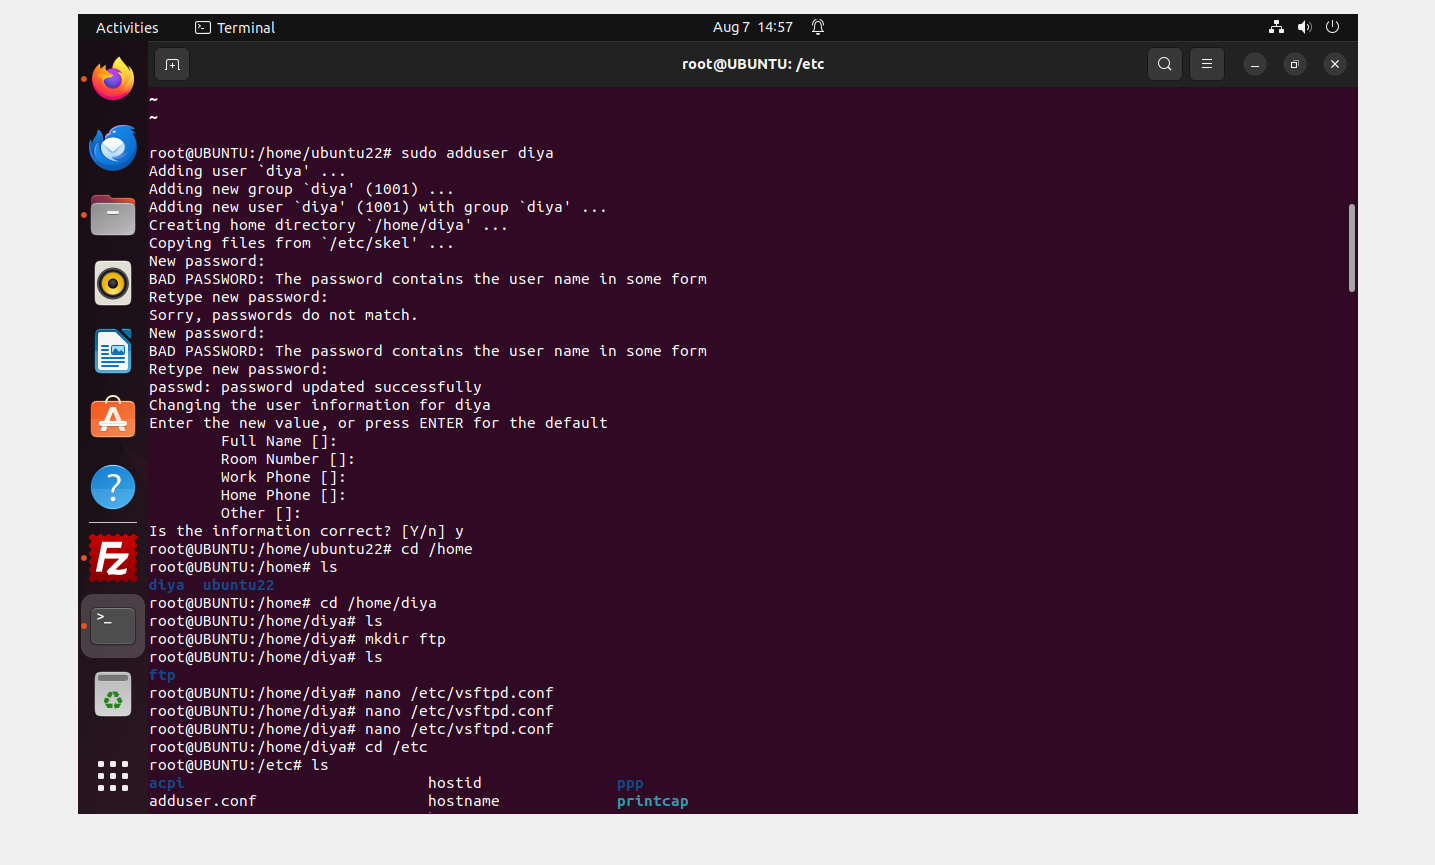 Activities Terminal Aug 7 14:57
root@UBUNTU: /etc
~
~
root@UBUNTU:/home/ubuntu22# sudo adduser diya
Adding user `diya' ...
Adding new group `diya' (1001) ...
Adding new user `diya' (1001) with group `diya' ...
Creating home directory `/home/diya' ...
Copying files from `/etc/skel' ...
New password:
BAD PASSWORD: The password contains the user name in some form
Retype new password:
Sorry, passwords do not match.
New password:
BAD PASSWORD: The password contains the user name in some form
Retype new password:
passwd: password updated successfully
Changing the user information for diya
Enter the new value, or press ENTER for the default
Full Name []:
Room Number []:
Work Phone []:
Home Phone []:
Other []:
Is the information correct? [Y/n] y
root@UBUNTU:/home/ubuntu22# cd /home
root@UBUNTU:/home# ls
diya ubuntu22
root@UBUNTU:/home# cd /home/diya
root@UBUNTU:/home/diya# ls
root@UBUNTU:/home/diya# mkdir ftp
root@UBUNTU:/home/diya# ls
ftp
root@UBUNTU:/home/diya# nano /etc/vsftpd.conf
root@UBUNTU:/home/diya# nano /etc/vsftpd.conf
root@UBUNTU:/home/diya# nano /etc/vsftpd.conf
root@UBUNTU:/home/diya# cd /etc
root@UBUNTU:/etc# ls
acpi hostid ppp
adduser.conf hostname printcap